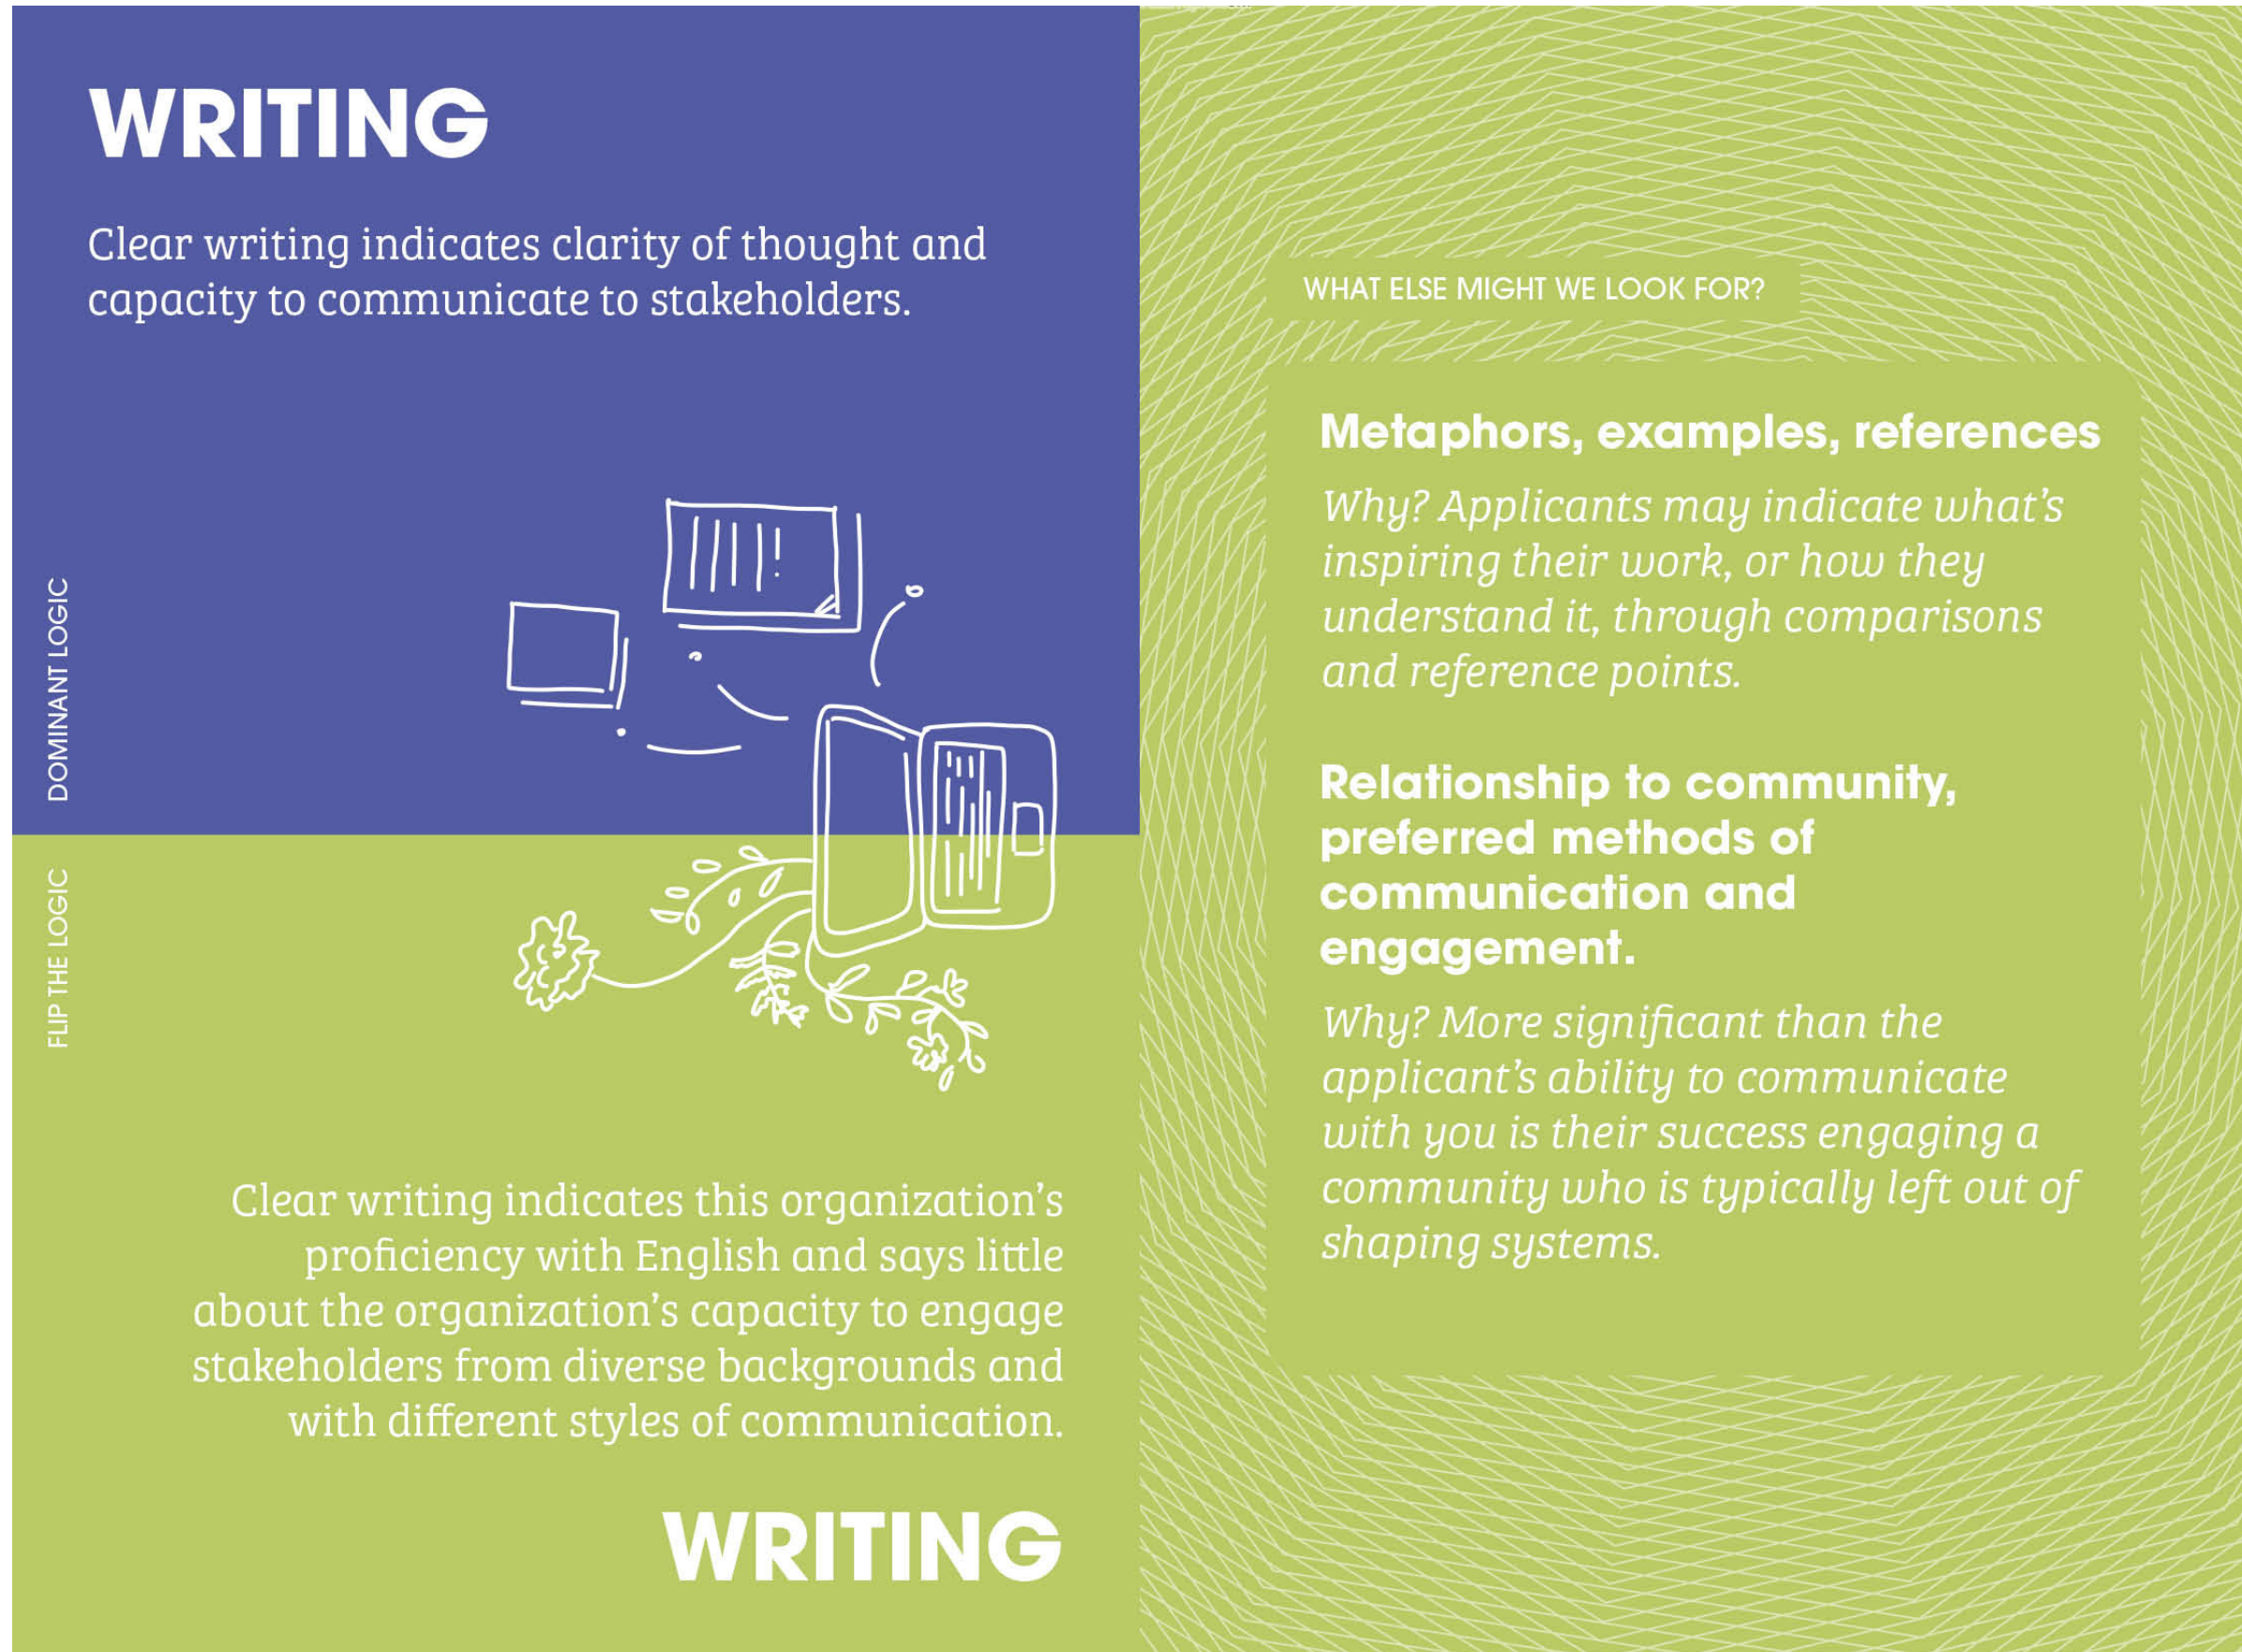 WRITING
Clear writing indicates clarity of thought and
capacity to communicate to stakeholders.
DOMINANT LOGIC
FLIP THE LOGIC
Clear writing indicates this organization's
proficiency with English and says little
about the organization's capacity to engage
stakeholders from diverse backgrounds and
with different styles of communication.
WRITING
WHAT ELSE MIGHT WE LOOK FOR?
Metaphors, examples, references
Why? Applicants may indicate what's
inspiring their work, or how they
understand it, through comparisons
and reference points.
Relationship to community,
preferred methods of
communication and
engagement.
Why? More significant than the
applicant's ability to communicate
with you is their success engaging a
community who is typically left out of
shaping systems.